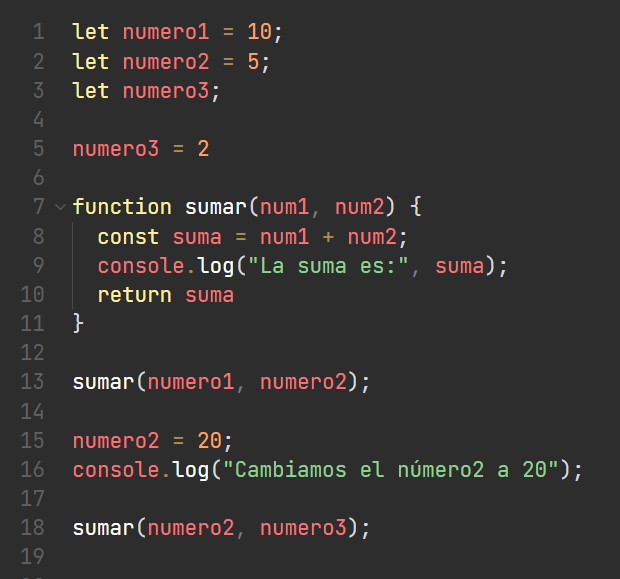 1 let numero1 = 10;
2 let numero2 = 5;
3 let numero3;
4
5 numero3 = 2
6
7 function sumar(num1, num2) {
8   const suma = num1 + num2;
9   console.log("La suma es:", suma);
10   return suma
11 }
12
13 sumar(numero1, numero2);
14
15 numero2 = 20;
16 console.log("Cambiamos el número2 a 20");
17
18 sumar(numero2, numero3);
19